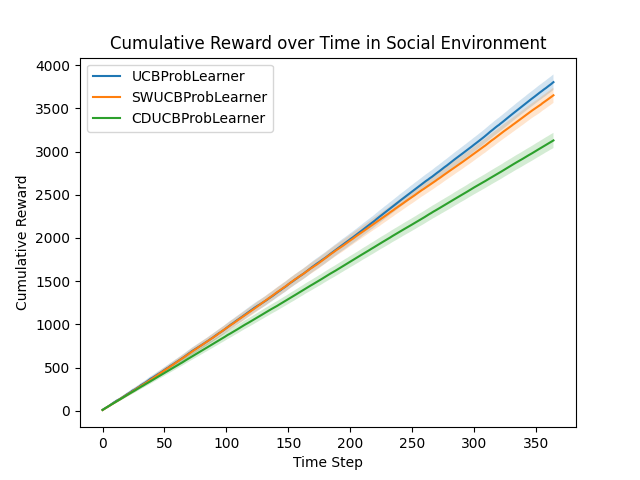 Cumulative Reward over Time in Social Environment
UCBProbLearner
SWUCBProbLearner
CDUCBProbLearner
Cumulative Reward
4000
3500
3000
2500
2000
1500
1000
500
0
0 50 100 150 200 250 300 350
Time Step